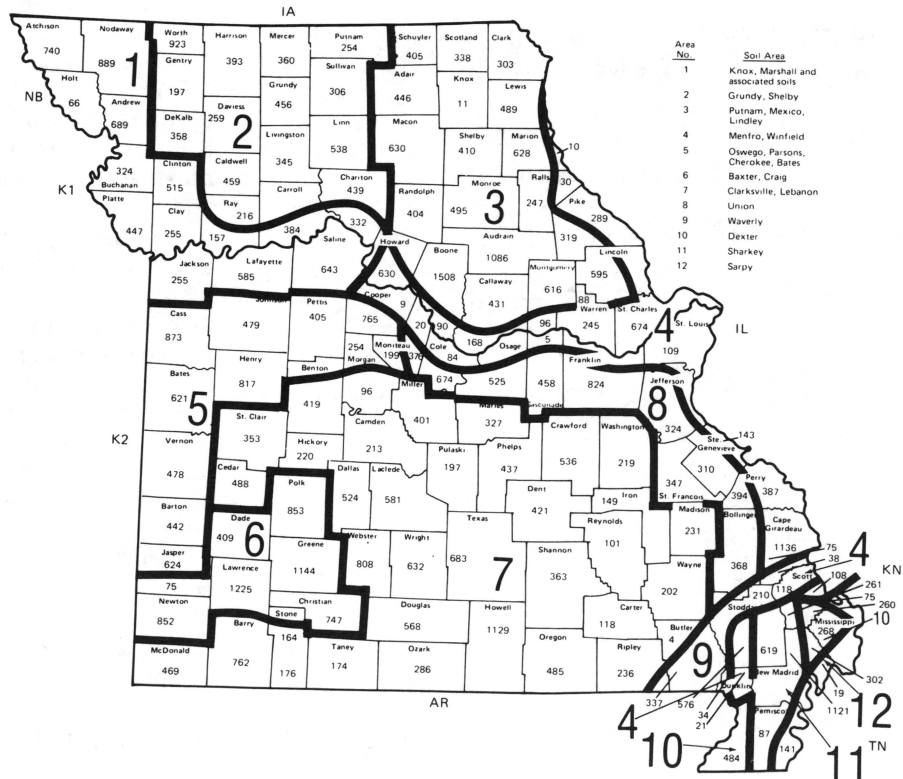 IA
Atchison
740
Nodaway
889
Worth
923
Harrison
393
Mercer
360
Putnam
254
Schuyler
405
Scotland
338
Clark
303
Gentry
197
Sullivan
306
Adair
446
Knox
11
Lewis
489
1
NB
Holt
66
Andrew
689
DeKalb
358
Daviess
259
2
Grundy
456
Livingston
345
Linn
538
Macon
630
Shelby
410
Marion
628
10
324
Buchanan
K1
Platte
447
Clinton
515
Caldwell
459
Clay
255
Ray
216
157
Carroll
384
Chariton
439
332
Randolph
404
Monroe
495
3
Ralls
247
30
Pike
289
319
Audrain
1086
Jackson
255
Lafayette
585
Saline
643
Howard
630
Boone
1508
Callaway
431
Montgomery
616
88
Lincoln
595
Warren
245
St. Charles
674
4
St. Louis
109
IL
Cass
873
Johnson
479
Pettis
405
Cooper
765
9
20
90
168
96
5
254
Morgan
Moniteau
199
376
Cole
84
674
Osage
525
458
Gasconade
Franklin
824
Jefferson
324
8
Bates
621
5
Henry
817
Benton
419
96
Miller
401
Maries
327
St. Clair
353
Hickory
220
Camden
213
Pulaski
197
Phelps
437
Crawford
536
Washington
219
347
St. Francois
Ste.
Genevieve
143
310
Perry
394
387
K2
Vernon
478
Cedar
488
Polk
853
Dallas
524
Laclede
581
Dent
421
Iron
149
Reynolds
101
Madison
231
Bollinger
368
Cape
Girardeau
1136
75
38
4
Barton
442
Dade
409
6
Greene
1144
Webster
808
Wright
632
Texas
683
7
Shannon
363
Wayne
202
Jasper
624
75
Lawrence
1225
Christian
747
Douglas
568
Howell
1129
Carter
118
Butler
4
Stoddard
210
Scott
118
108
KN
261
75
260
Mississippi
268
10
Newton
852
Barry
762
Stone
164
176
Taney
174
Ozark
286
Oregon
485
Ripley
236
9
619
New Madrid
302
19
1121
12
McDonald
469
AR
337
576
34
21
4
Dunklin
10
484
Pemiscot
87
141
11
TN
Area
No.
Soil Area
1 Knox, Marshall and
associated soils
2 Grundy, Shelby
3 Putnam, Mexico,
Lindley
4 Menfro, Winfield
5 Oswego, Parsons,
Cherokee, Bates
6 Baxter, Craig
7 Clarksville, Lebanon
8 Union
9 Waverly
10 Dexter
11 Sharkey
12 Sarpy